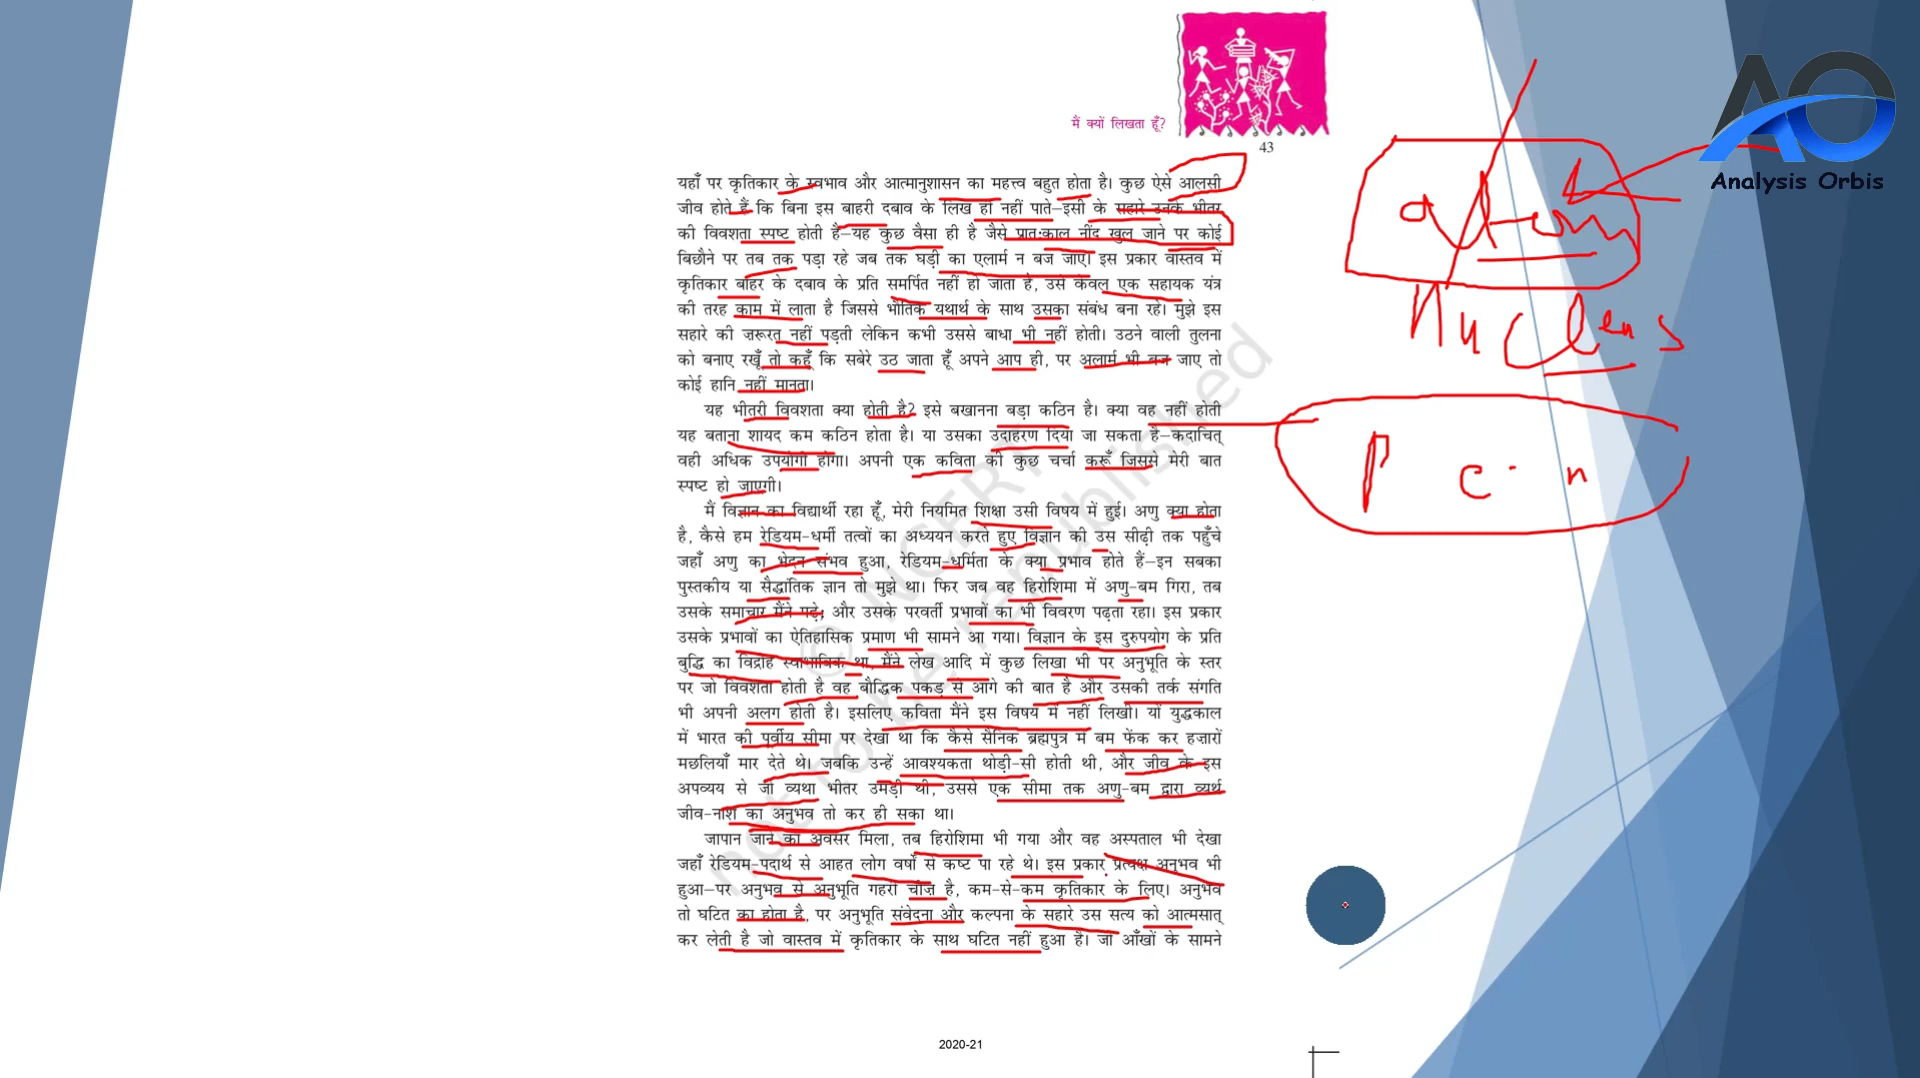 मैं क्यों लिखता हूँ?
43
Analysis Orbis
यहाँ पर कृतिकार के स्वभाव और आत्मानुशासन का महत्त्व बहुत होता है। कुछ ऐसे आलसी
जीव होते हैं कि बिना इस बाहरी दबाव के लिख ही नहीं पाते–इसी के सहारे उनके भीतर
की विवशता स्पष्ट होती है–यह कुछ वैसा ही है जैसे प्रातःकाल नींद खुल जाने पर कोई
बिछौने पर तब तक पड़ा रहे जब तक घड़ी का एलार्म न बज जाए। इस प्रकार वास्तव में
कृतिकार बाहर के दबाव के प्रति समर्पित नहीं हो जाता है, उसे केवल एक सहायक यंत्र
की तरह काम में लाता है जिससे भौतिक यथार्थ के साथ उसका संबंध बना रहे। मुझे इस
सहारे की ज़रूरत नहीं पड़ती लेकिन कभी उससे बाधा भी नहीं होती। उठने वाली तुलना
को बनाए रखूँ तो कहूँ कि सबेरे उठ जाता हूँ अपने आप ही, पर अलार्म भी बज जाए तो
कोई हानि नहीं मानता।
यह भीतरी विवशता क्या होती है? इसे बखानना बड़ा कठिन है। क्या वह नहीं होती
यह बताना शायद कम कठिन होता है। या उसका उदाहरण दिया जा सकता है–कदाचित्
वही अधिक उपयोगी होगा। अपनी एक कविता की कुछ चर्चा करूँ जिससे मेरी बात
स्पष्ट हो जाएगी।
मैं विज्ञान का विद्यार्थी रहा हूँ, मेरी नियमित शिक्षा उसी विषय में हुई। अणु क्या होता
है, कैसे हम रेडियम-धर्मी तत्वों का अध्ययन करते हुए विज्ञान की उस सीढ़ी तक पहुँचे
जहाँ अणु का भेदन संभव हुआ, रेडियम-धर्मिता के क्या प्रभाव होते हैं–इन सबका
पुस्तकीय या सैद्धांतिक ज्ञान तो मुझे था। फिर जब वह हिरोशिमा में अणु-बम गिरा, तब
उसके समाचार मैंने पढ़े; और उसके परवर्ती प्रभावों का भी विवरण पढ़ता रहा। इस प्रकार
उसके प्रभावों का ऐतिहासिक प्रमाण भी सामने आ गया। विज्ञान के इस दुरुपयोग के प्रति
बुद्धि का विद्रोह स्वाभाविक था, मैंने लेख आदि में कुछ लिखा भी पर अनुभूति के स्तर
पर जो विवशता होती है वह बौद्धिक पकड़ से आगे की बात है और उसकी तर्क संगति
भी अपनी अलग होती है। इसलिए कविता मैंने इस विषय में नहीं लिखी। यों युद्धकाल
में भारत की पूर्वीय सीमा पर देखा था कि कैसे सैनिक ब्रह्मपुत्र में बम फेंक कर हज़ारों
मछलियाँ मार देते थे। जबकि उन्हें आवश्यकता थोड़ी-सी होती थी, और जीव के इस
अपव्यय से जो व्यथा भीतर उमड़ी थी, उससे एक सीमा तक अणु-बम द्वारा व्यर्थ
जीव-नाश का अनुभव तो कर ही सका था।
जापान जाने का अवसर मिला, तब हिरोशिमा भी गया और वह अस्पताल भी देखा
जहाँ रेडियम-पदार्थ से आहत लोग वर्षों से कष्ट पा रहे थे। इस प्रकार प्रत्यक्ष अनुभव भी
हुआ–पर अनुभव से अनुभूति गहरी चीज़ है, कम-से-कम कृतिकार के लिए। अनुभव
तो घटित का होता है, पर अनुभूति संवेदना और कल्पना के सहारे उस सत्य को आत्मसात्
कर लेती है जो वास्तव में कृतिकार के साथ घटित नहीं हुआ है। जो आँखों के सामने
© NCERT
not to be republished
2020-21
atom
Nucleus
P e n